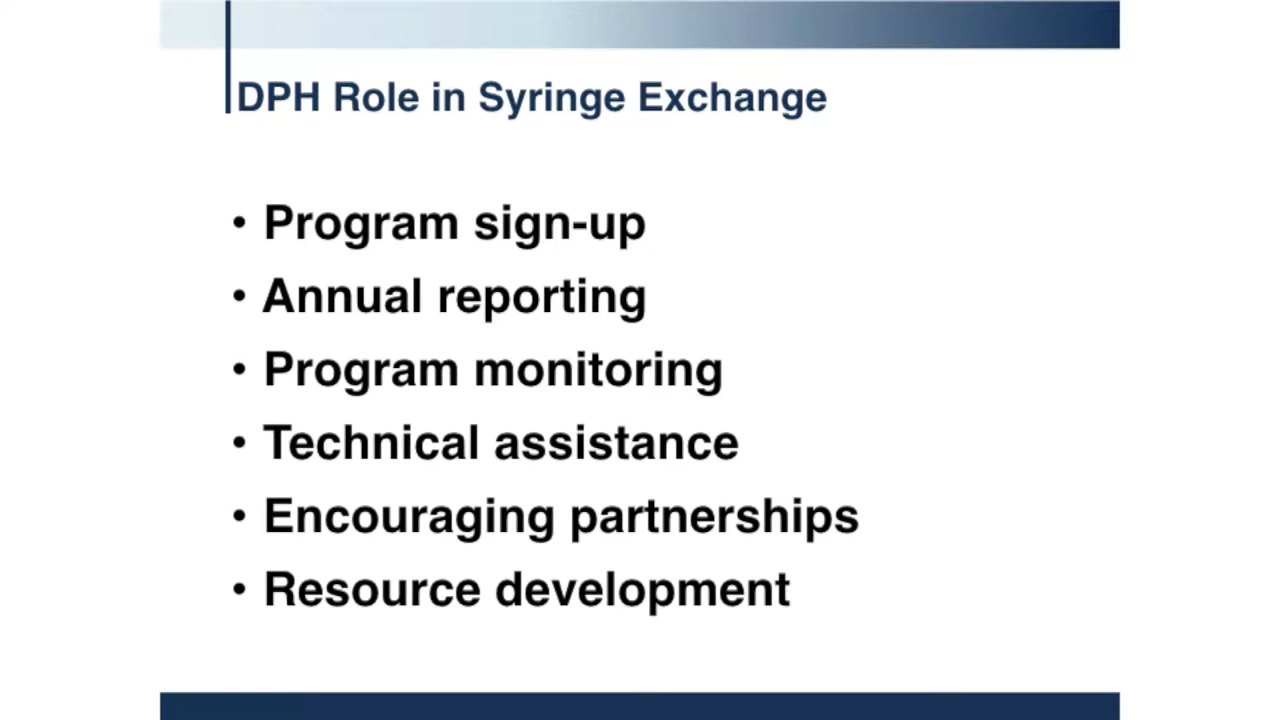 DPH Role in Syringe Exchange
• Program sign-up
• Annual reporting
• Program monitoring
• Technical assistance
• Encouraging partnerships
• Resource development